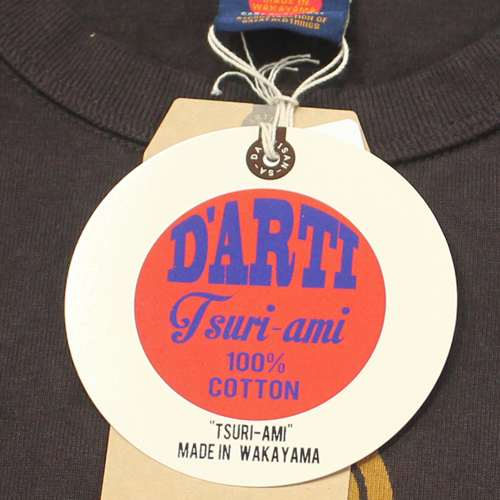 MADE IN
WAKAYAMA
D'ARTI
Tsuri-ami
100%
COTTON
"TSURI-AMI"
MADE IN WAKAYAMA